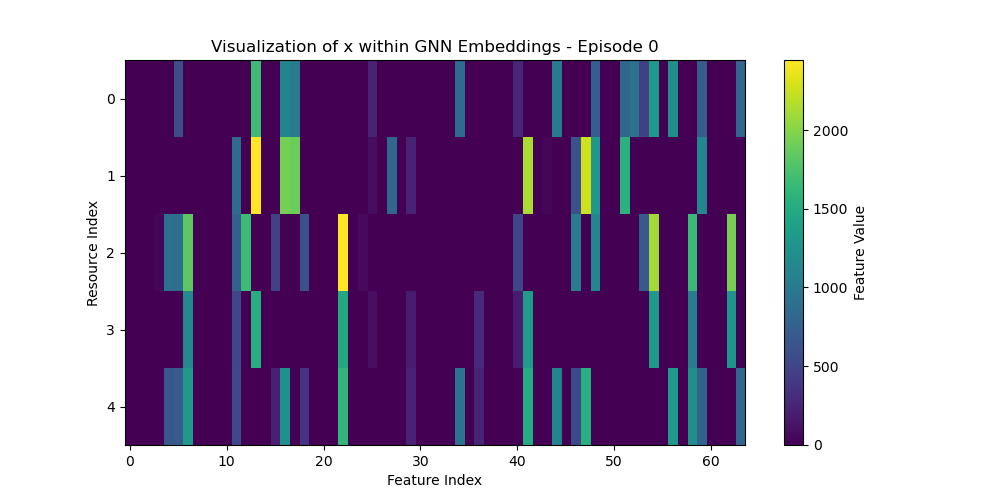 Visualization of x within GNN Embeddings - Episode 0
Resource Index
0
1
2
3
4
0 10 20 30 40 50 60
Feature Index
2000
1500
1000
500
0
Feature Value